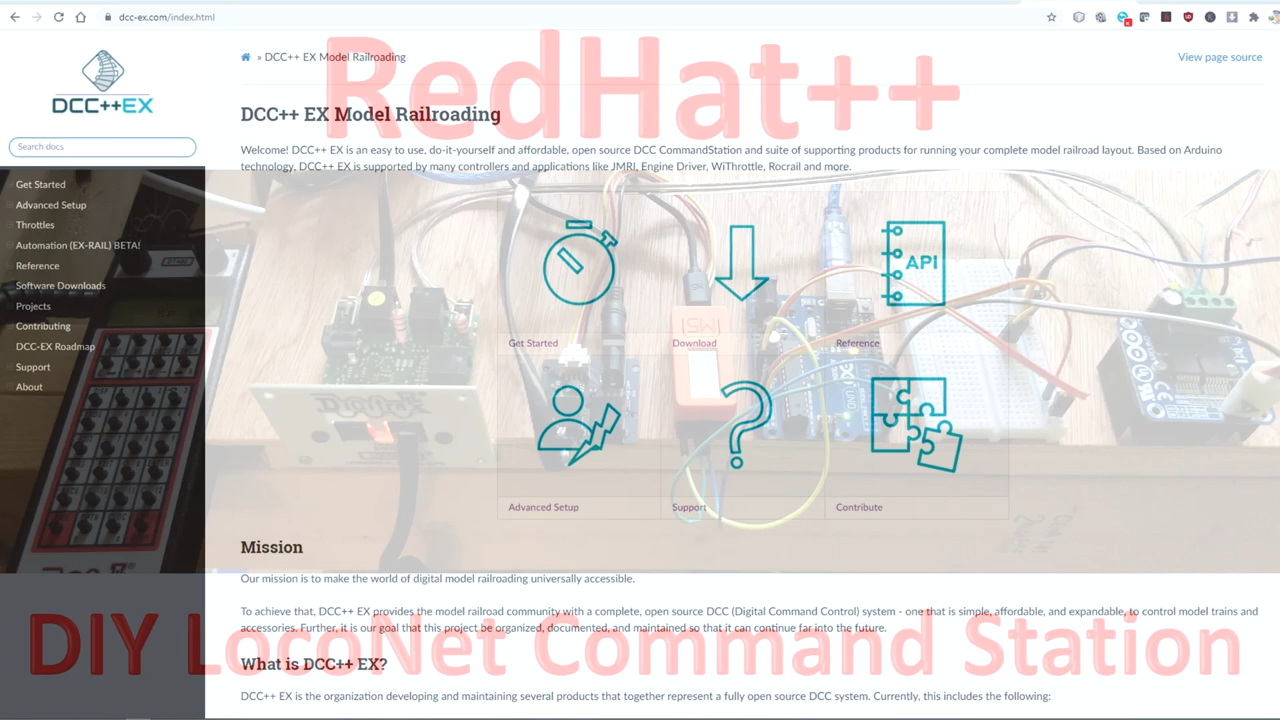 dcc-ex.com/index.html
RedHat++
» DCC++ EX Model Railroading
View page source
DCC++EX
Search docs
DCC++ EX Model Railroading
Welcome! DCC++ EX is an easy to use, do-it-yourself and affordable, open source DCC CommandStation and suite of supporting products for running your complete model railroad layout. Based on Arduino
technology, DCC++ EX is supported by many controllers and applications like JMRI, Engine Driver, WiThrottle, Rocrail and more.
Get Started
Advanced Setup
Throttles
Automation (EX-RAIL) BETA!
Reference
Software Downloads
Projects
Contributing
DCC-EX Roadmap
Support
About
API
Get Started
Download
Reference
Advanced Setup
Support
Contribute
Mission
Our mission is to make the world of digital model railroading universally accessible.
To achieve that, DCC++ EX provides the model railroad community with a complete, open source DCC (Digital Command Control) system - one that is simple, affordable, and expandable, to control model trains and
accessories. Further, it is our goal that this project be organized, documented, and maintained so that it can continue far into the future.
DIY LocoNet Command Station
What is DCC++ EX?
DCC++ EX is the organization developing and maintaining several products that together represent a fully open source DCC system. Currently, this includes the following: